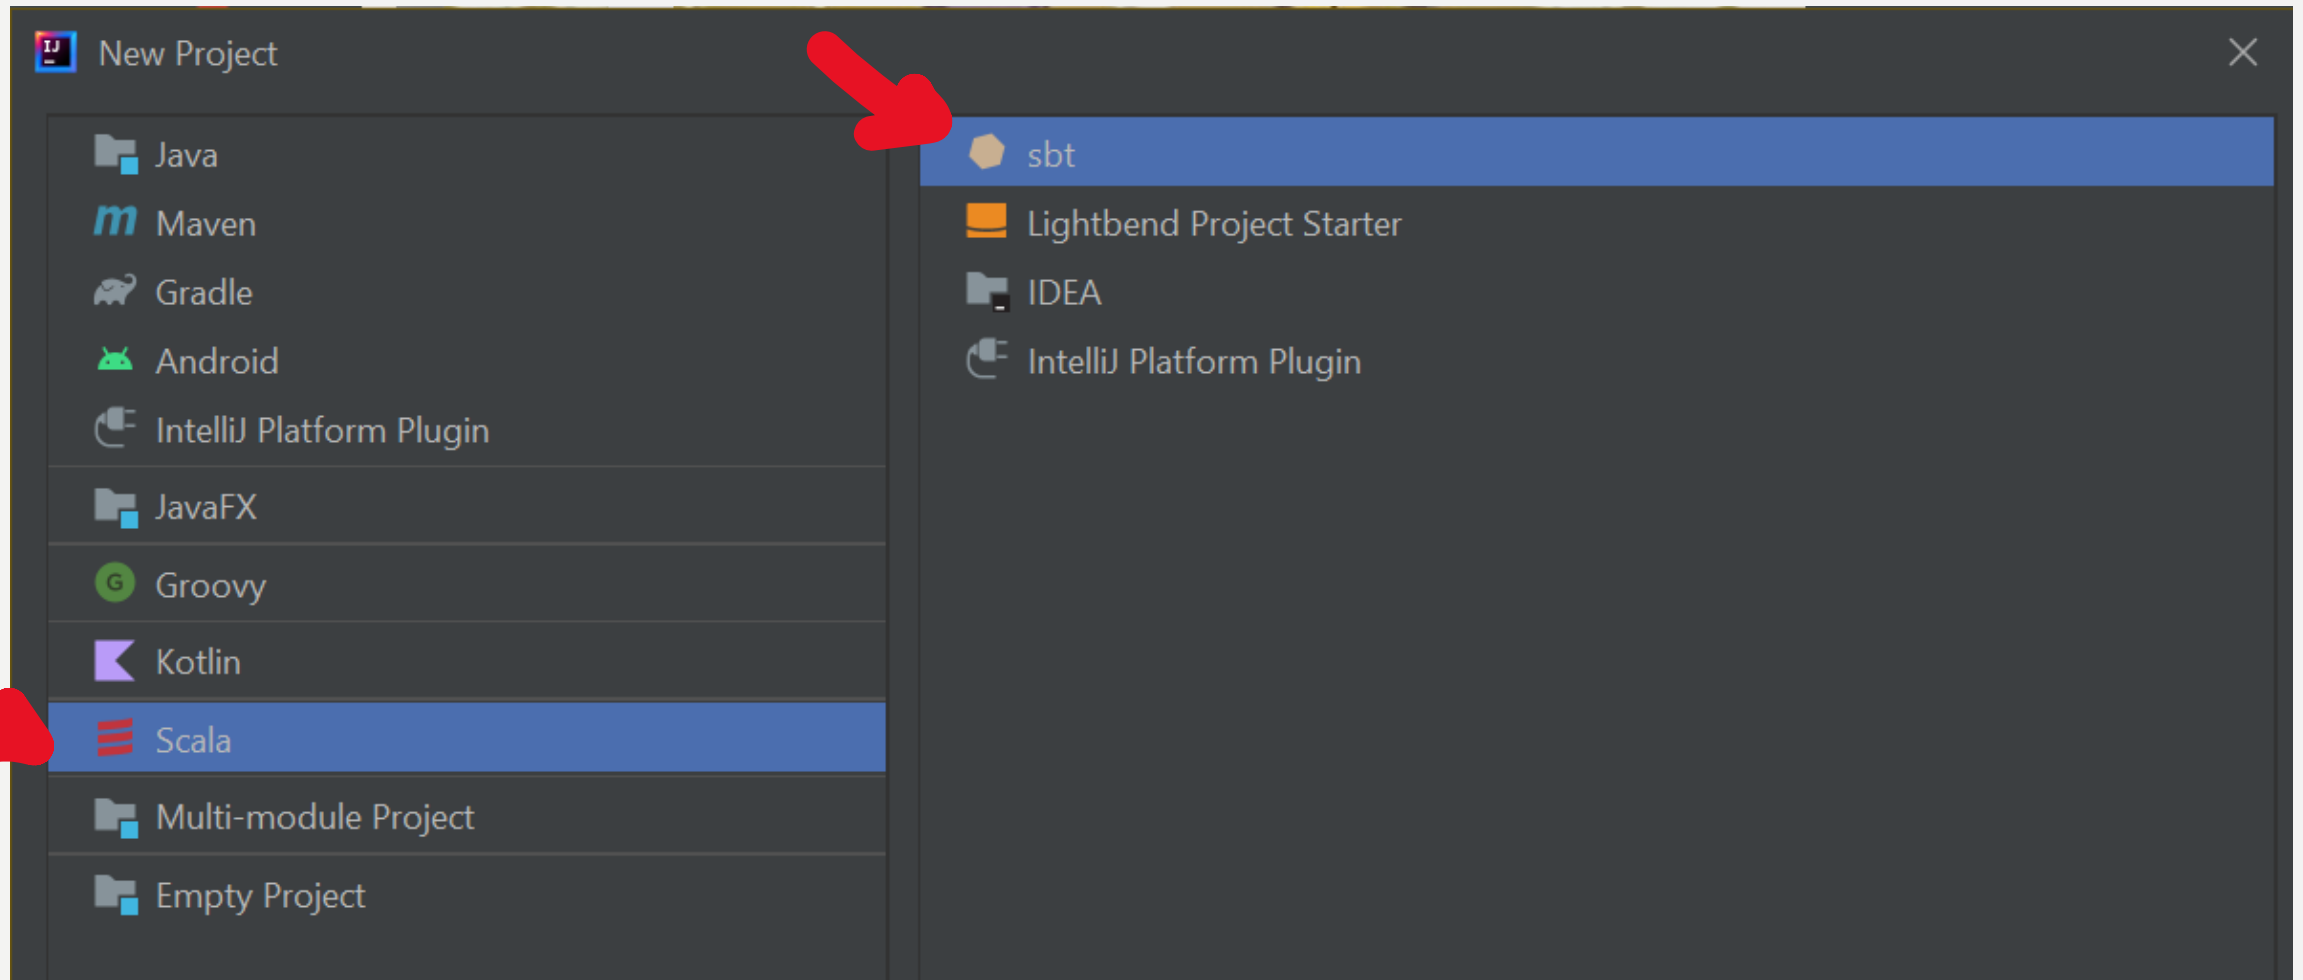 New Project
Java
Maven
Gradle
Android
IntelliJ Platform Plugin
JavaFX
Groovy
Kotlin
Scala
Multi-module Project
Empty Project
sbt
Lightbend Project Starter
IDEA
IntelliJ Platform Plugin